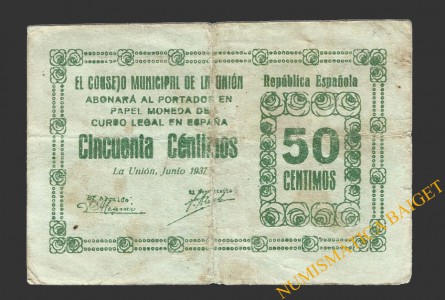 EL CONSEJO MUNICIPAL DE LA UNIÓN
ABONARÁ AL PORTADOR EN
PAPEL MONEDA DE
CURSO LEGAL EN ESPAÑA
Cincuenta Céntimos
La Unión, Junio 1937
República Española
50
CENTIMOS
NUMISMATICA BAIGET